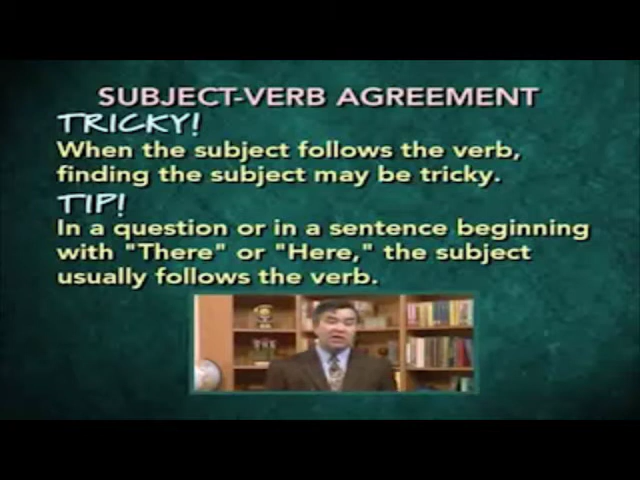 SUBJECT-VERB AGREEMENT
TRICKY!
When the subject follows the verb,
finding the subject may be tricky.
TIP!
In a question or in a sentence beginning
with "There" or "Here," the subject
usually follows the verb.